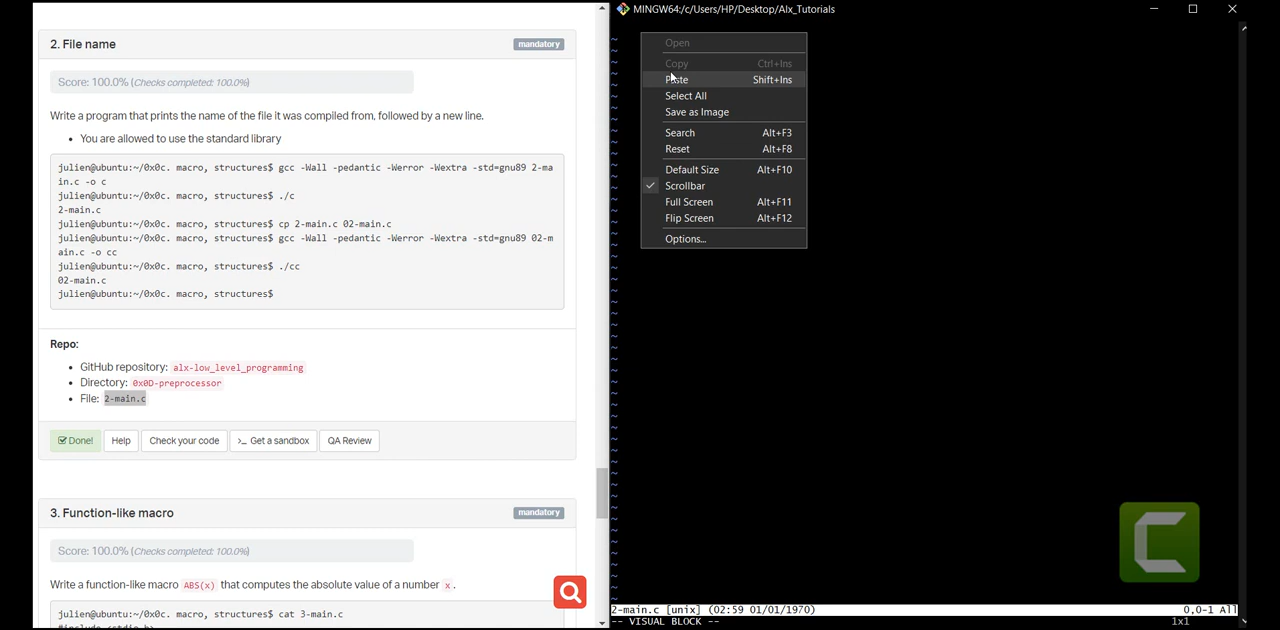 2. File name
mandatory
Score: 100.0% (Checks completed: 100.0%)
Write a program that prints the name of the file it was compiled from, followed by a new line.
• You are allowed to use the standard library
julien@ubuntu:~/0x0c. macro, structures$ gcc -Wall -pedantic -Werror -Wextra -std=gnu89 2-ma
in.c -o c
julien@ubuntu:~/0x0c. macro, structures$ ./c
2-main.c
julien@ubuntu:~/0x0c. macro, structures$ cp 2-main.c 02-main.c
julien@ubuntu:~/0x0c. macro, structures$ gcc -Wall -pedantic -Werror -Wextra -std=gnu89 02-m
ain.c -o cc
julien@ubuntu:~/0x0c. macro, structures$ ./cc
02-main.c
julien@ubuntu:~/0x0c. macro, structures$
Repo:
• GitHub repository: alx-low_level_programming
• Directory: 0x0D-preprocessor
• File: 2-main.c
Done!
Help
Check your code
>_ Get a sandbox
QA Review
3. Function-like macro
mandatory
Score: 100.0% (Checks completed: 100.0%)
Write a function-like macro ABS(x) that computes the absolute value of a number x.
julien@ubuntu:~/0x0c. macro, structures$ cat 3-main.c
#include <stdio.h>
MINGW64:/c/Users/HP/Desktop/Alx_Tutorials
Open
Copy Ctrl+Ins
Paste Shift+Ins
Select All
Save as Image
Search Alt+F3
Reset Alt+F8
Default Size Alt+F10
Scrollbar
Full Screen Alt+F11
Flip Screen Alt+F12
Options...
2-main.c [unix] (02:59 01/01/1970) 0,0-1 All
-- VISUAL BLOCK -- 1x1